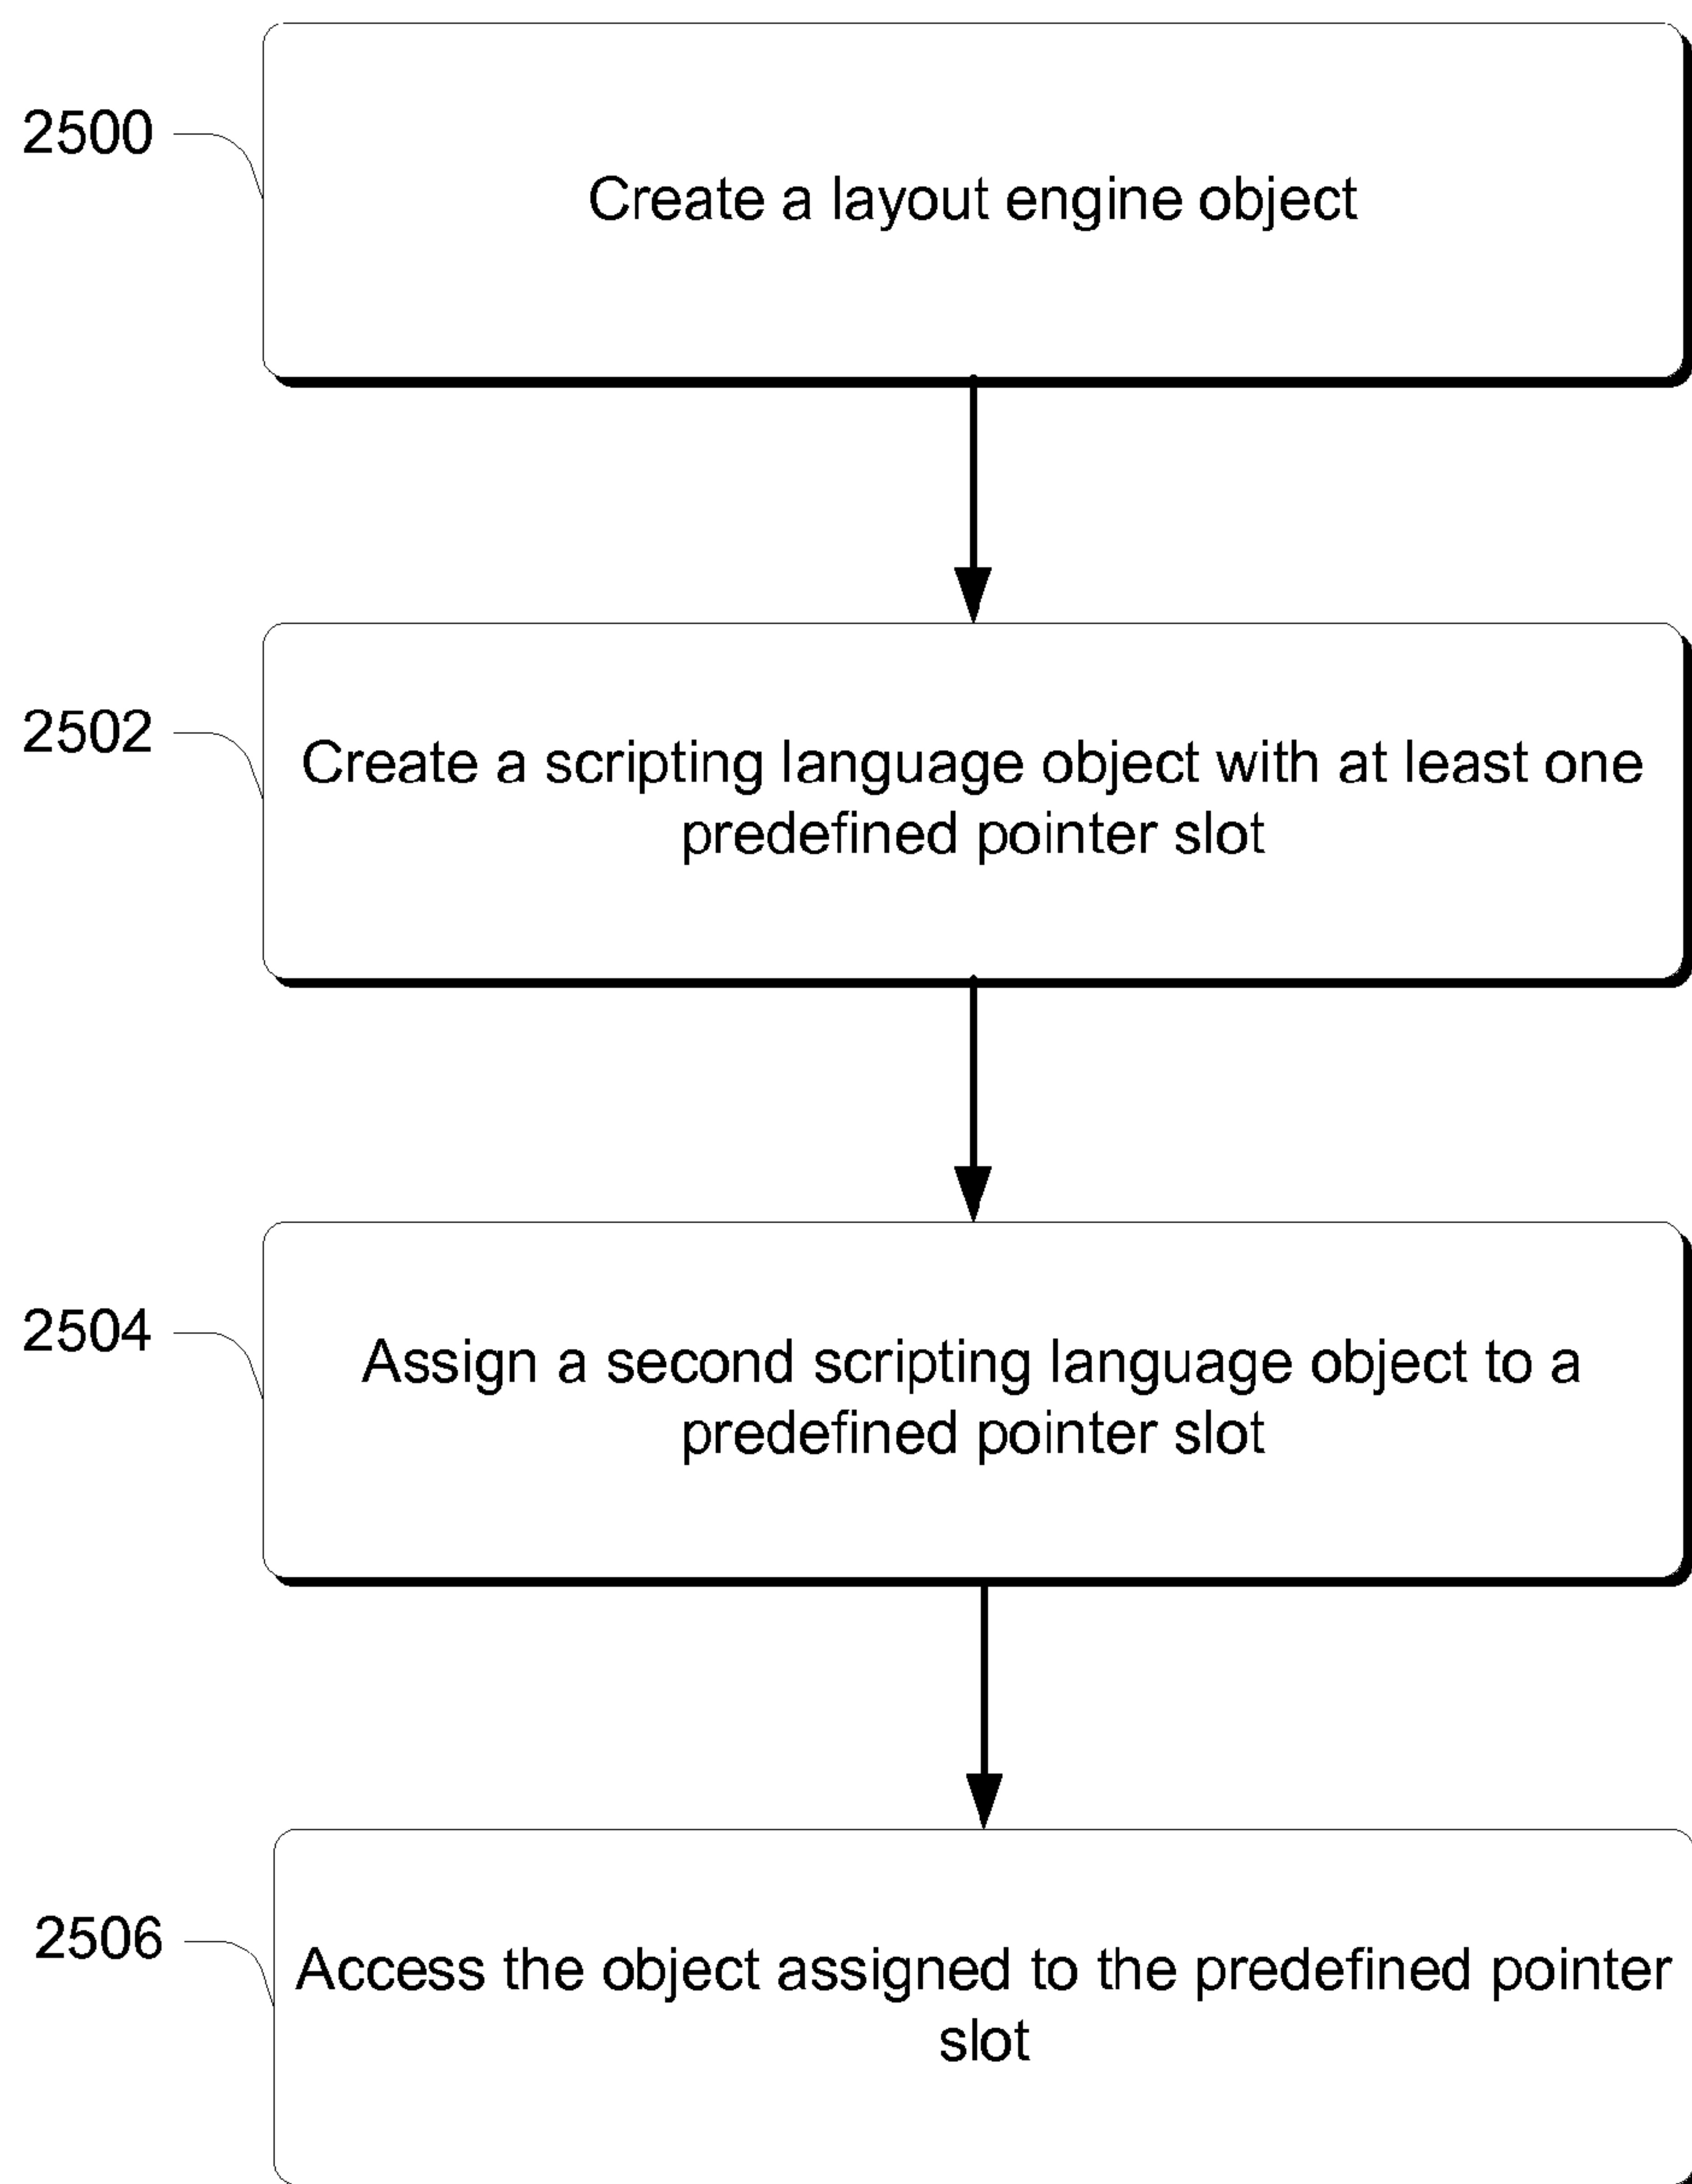 2500
Create a layout engine object
2502
Create a scripting language object with at least one
predefined pointer slot
2504
Assign a second scripting language object to a
predefined pointer slot
2506
Access the object assigned to the predefined pointer
slot